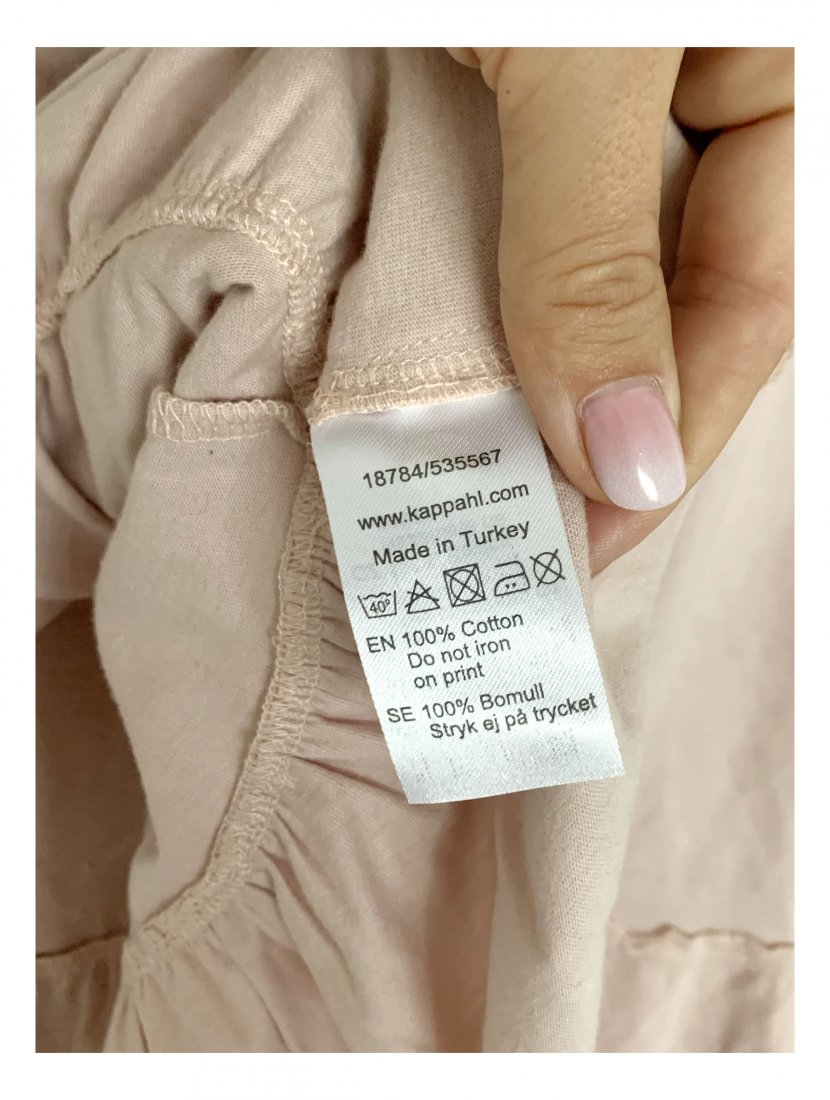 18784/535567
www.kappahl.com
Made in Turkey
40°
EN 100% Cotton
Do not iron
on print
SE 100% Bomull
Stryk ej på trycket